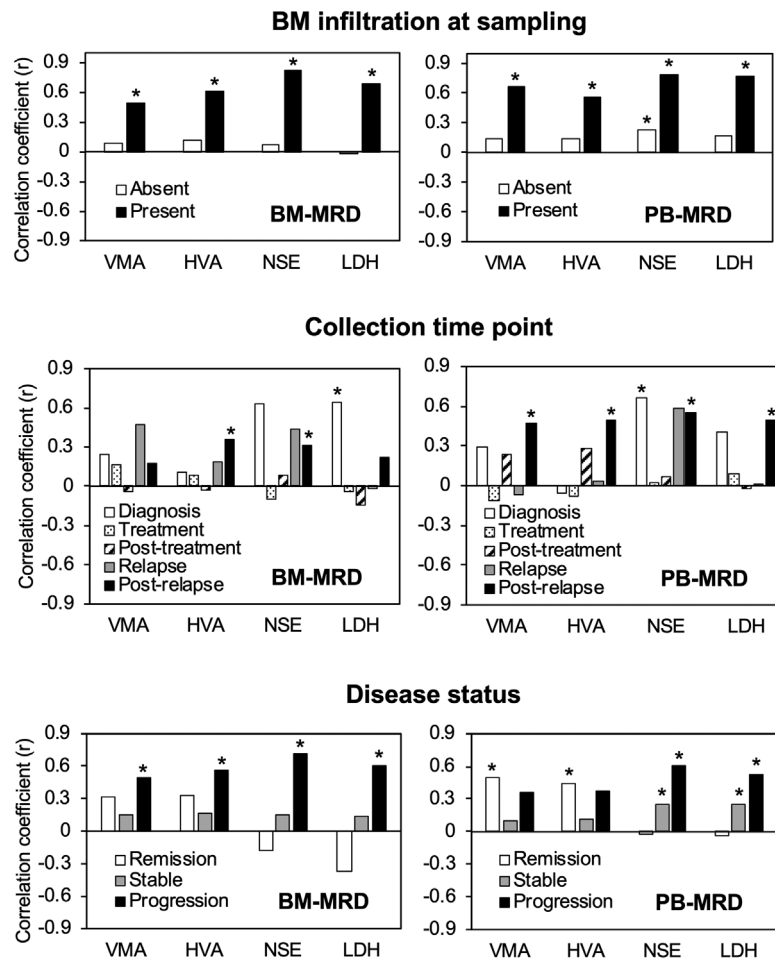 BM infiltration at sampling
Correlation coefficient (r)
0.9
0.6
0.3
0
-0.3
-0.6
-0.9
* * * *
Absent
Present
BM-MRD
VMA HVA NSE LDH
0.9
0.6
0.3
0
-0.3
-0.6
-0.9
* * * * *
Absent
Present
PB-MRD
VMA HVA NSE LDH
Collection time point
Correlation coefficient (r)
0.9
0.6
0.3
0
-0.3
-0.6
-0.9
* * *
Diagnosis
Treatment
Post-treatment
Relapse
Post-relapse
BM-MRD
VMA HVA NSE LDH
0.9
0.6
0.3
0
-0.3
-0.6
-0.9
* * * * *
Diagnosis
Treatment
Post-treatment
Relapse
Post-relapse
PB-MRD
VMA HVA NSE LDH
Disease status
Correlation coefficient (r)
0.9
0.6
0.3
0
-0.3
-0.6
-0.9
* * * *
Remission
Stable
Progression
BM-MRD
VMA HVA NSE LDH
0.9
0.6
0.3
0
-0.3
-0.6
-0.9
* * * * * *
Remission
Stable
Progression
PB-MRD
VMA HVA NSE LDH